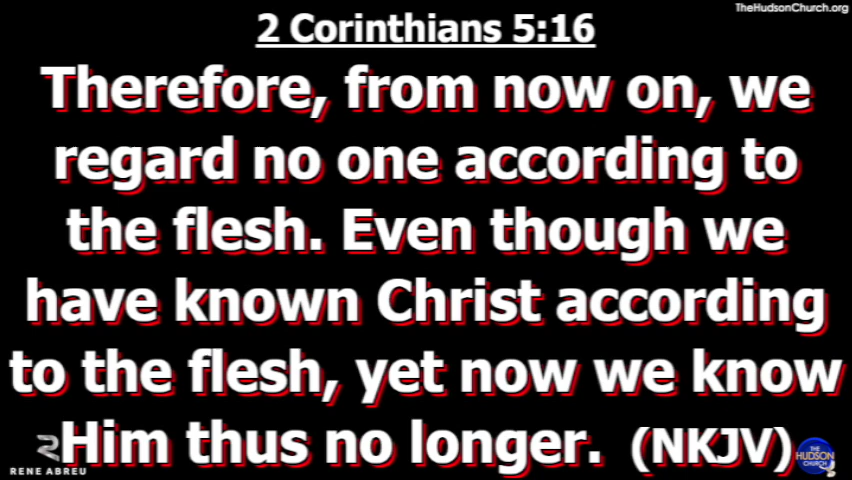 TheHudsonChurch.org
2 Corinthians 5:16
Therefore, from now on, we
regard no one according to
the flesh. Even though we
have known Christ according
to the flesh, yet now we know
Him thus no longer. (NKJV)
RENE ABREU
THE
HUDSON
CHURCH